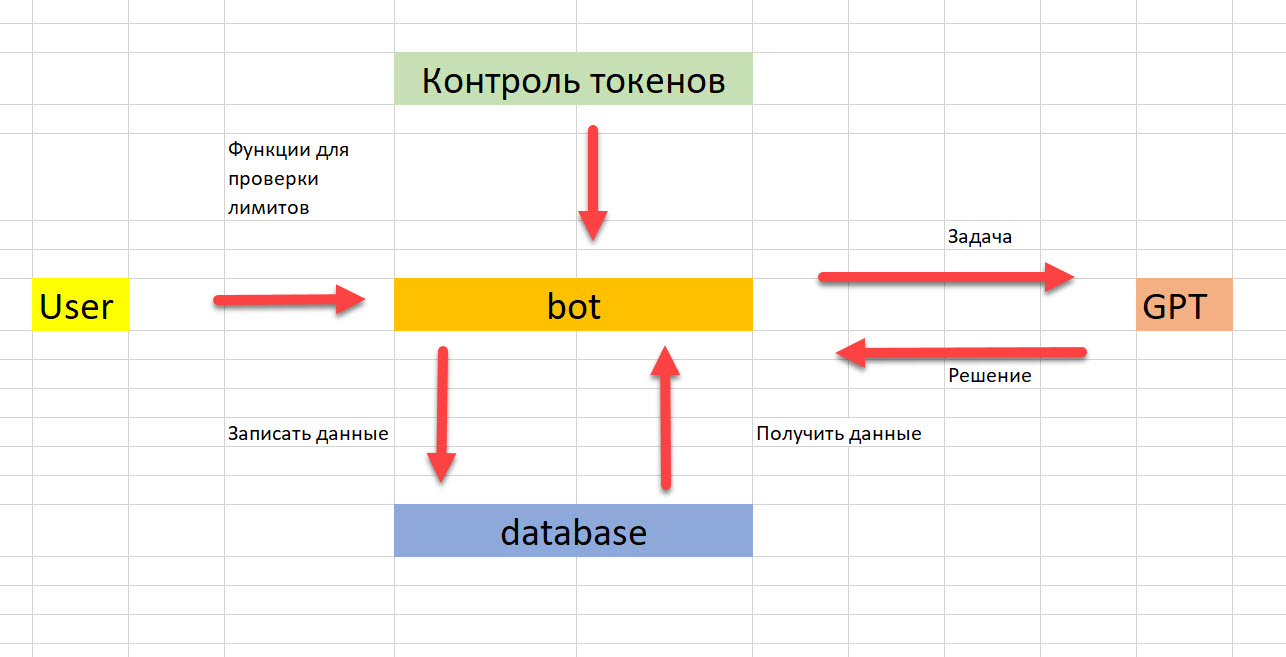 Контроль токенов
Функции для
проверки
лимитов
Задача
User
bot
GPT
Решение
Записать данные
Получить данные
database